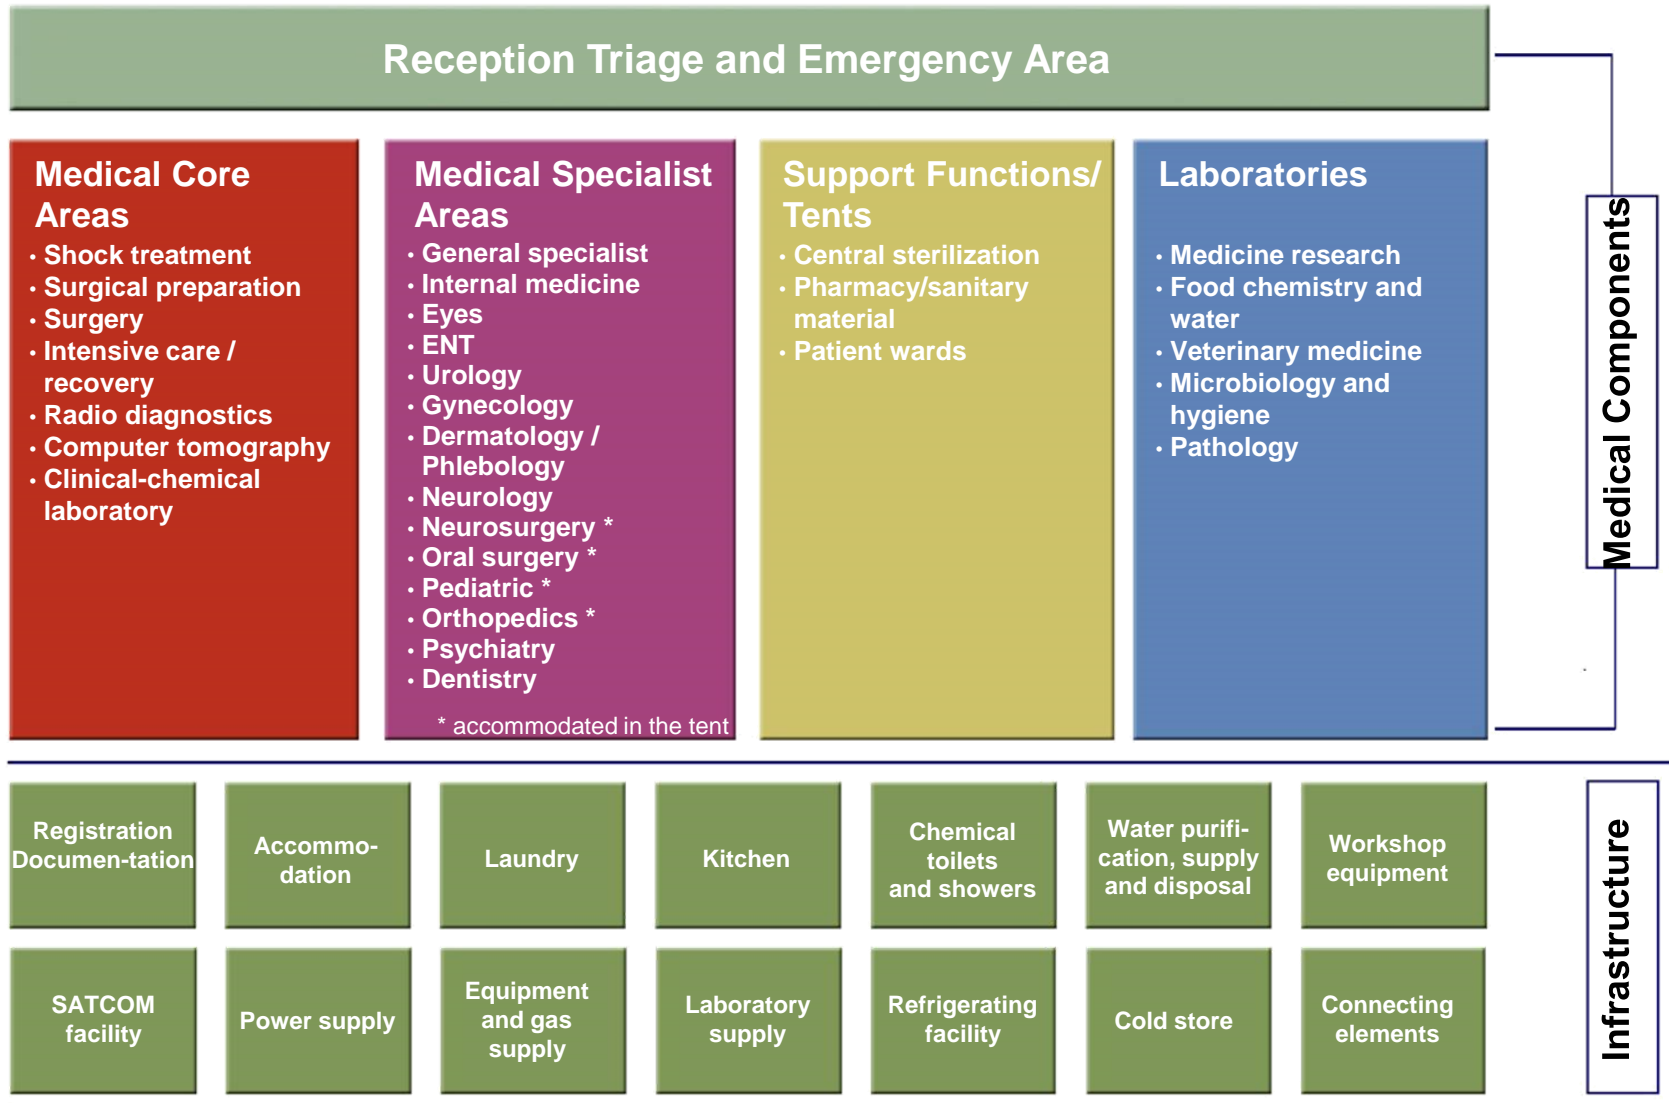 Reception Triage and Emergency Area
Medical Core
Areas
· Shock treatment
· Surgical preparation
· Surgery
· Intensive care /
recovery
· Radio diagnostics
· Computer tomography
· Clinical-chemical
laboratory
Medical Specialist
Areas
· General specialist
· Internal medicine
· Eyes
· ENT
· Urology
· Gynecology
· Dermatology /
Phlebology
· Neurology
· Neurosurgery *
· Oral surgery *
· Pediatric *
· Orthopedics *
· Psychiatry
· Dentistry
* accommodated in the tent
Support Functions/
Tents
· Central sterilization
· Pharmacy/sanitary
material
· Patient wards
Laboratories
· Medicine research
· Food chemistry and
water
· Veterinary medicine
· Microbiology and
hygiene
· Pathology
Medical Components
Registration
Documen-tation
Accommo-
dation
Laundry
Kitchen
Chemical
toilets
and showers
Water purifi-
cation, supply
and disposal
Workshop
equipment
SATCOM
facility
Power supply
Equipment
and gas
supply
Laboratory
supply
Refrigerating
facility
Cold store
Connecting
elements
Infrastructure